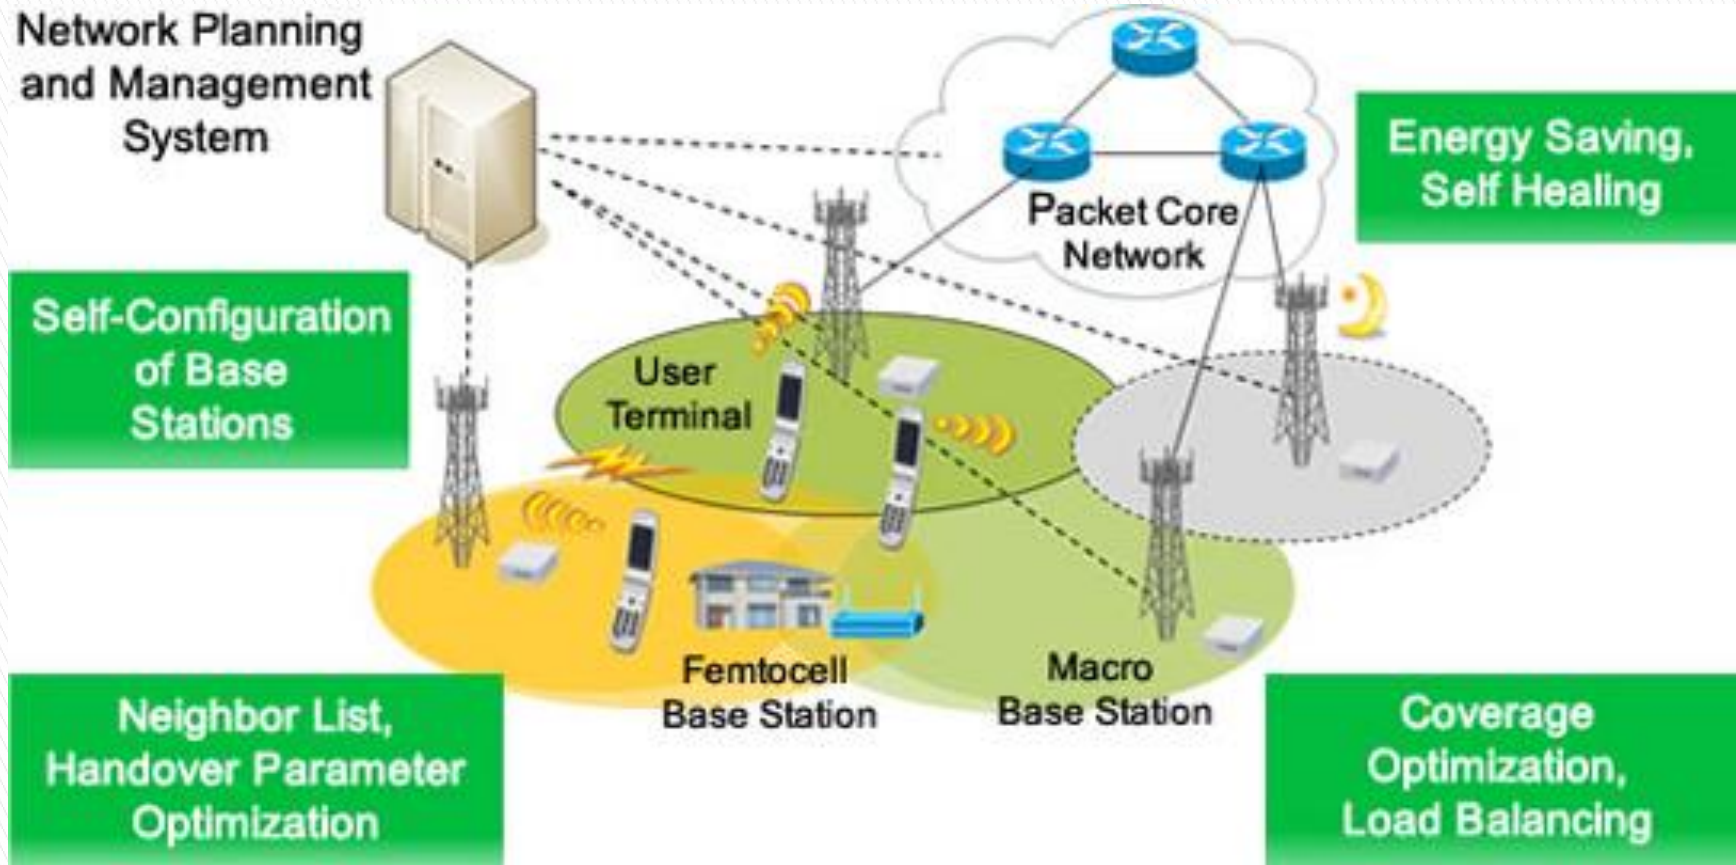 Network Planning
and Management
System
Energy Saving,
Self Healing
Packet Core
Network
Self-Configuration
of Base
Stations
User
Terminal
Femtocell
Base Station
Macro
Base Station
Neighbor List,
Handover Parameter
Optimization
Coverage
Optimization,
Load Balancing